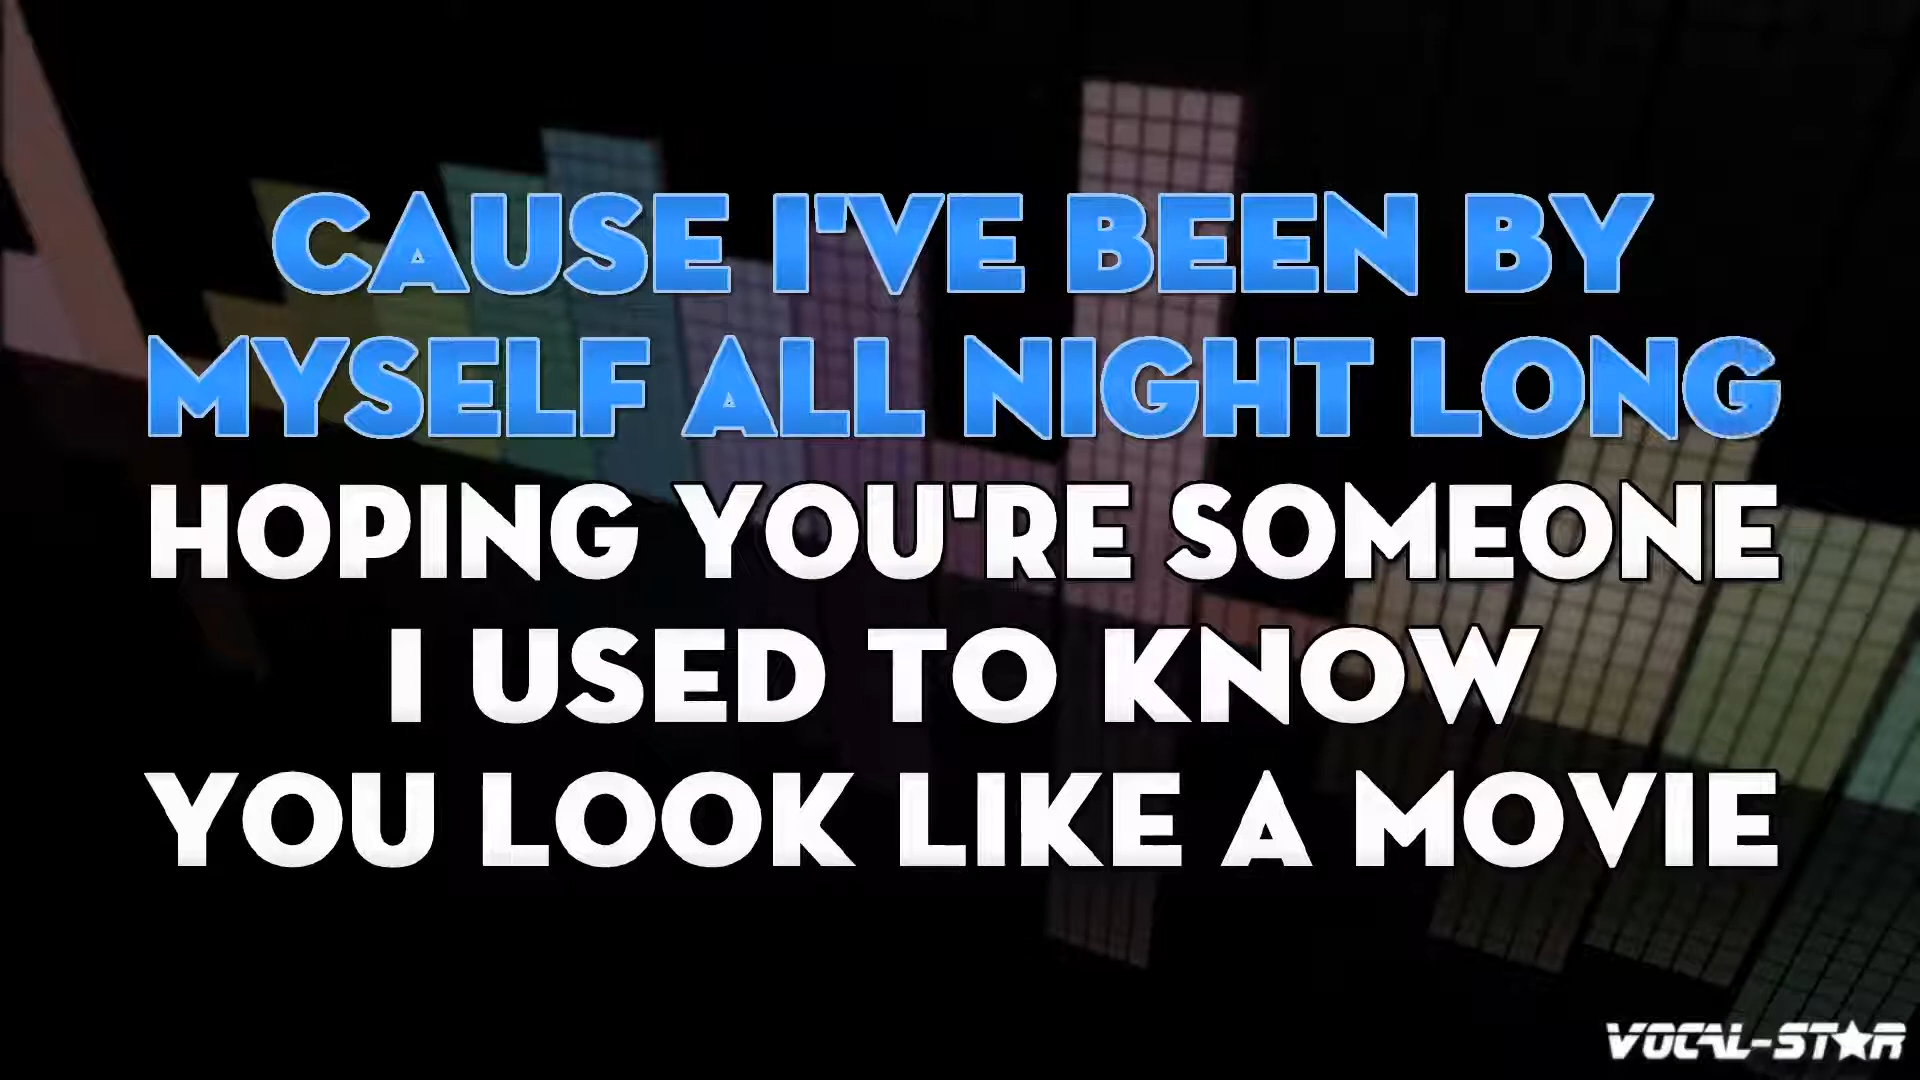 CAUSE I'VE BEEN BY
MYSELF ALL NIGHT LONG
HOPING YOU'RE SOMEONE
I USED TO KNOW
YOU LOOK LIKE A MOVIE
VOCAL-STAR